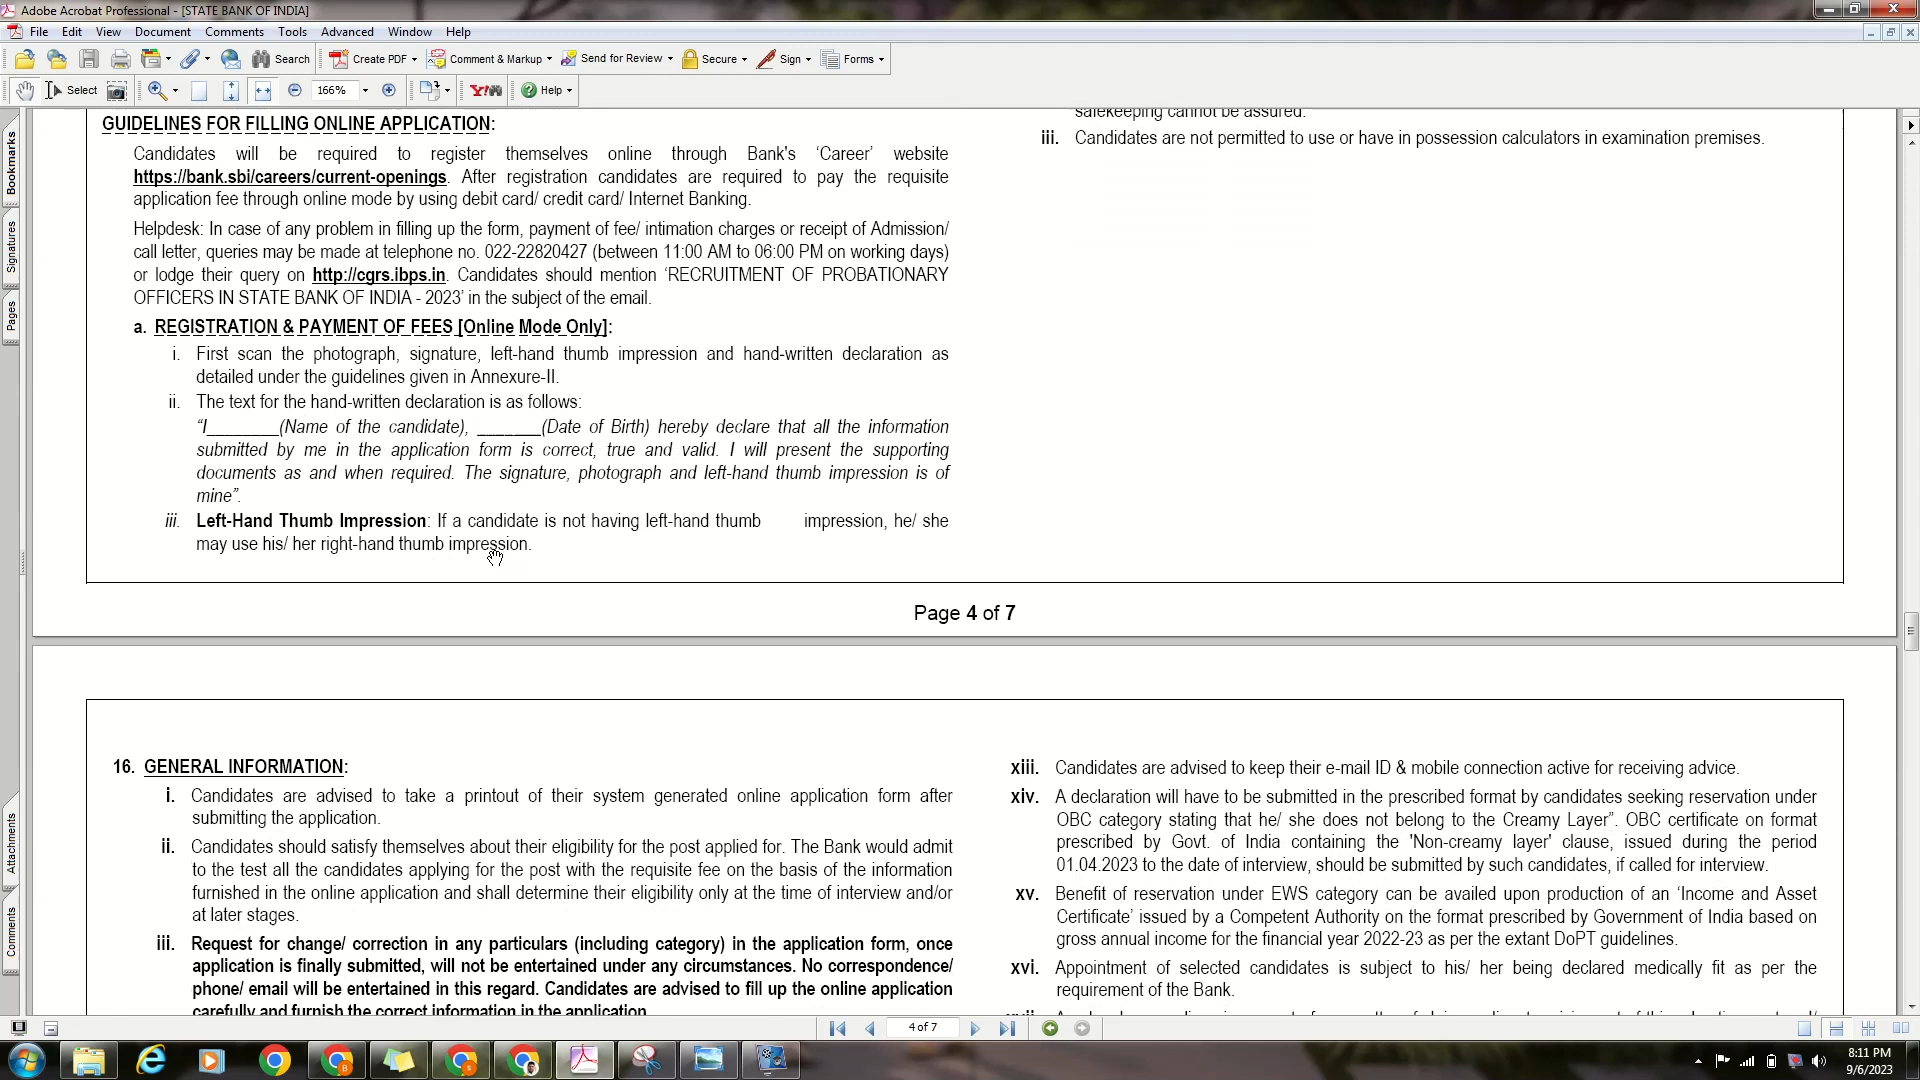 Adobe Acrobat Professional - [STATE BANK OF INDIA]
File Edit View Document Comments Tools Advanced Window Help
Search Create PDF Comment & Markup Send for Review Secure Sign Forms
Select 166% Help
Bookmarks
Signatures
Pages
Attachments
Comments
GUIDELINES FOR FILLING ONLINE APPLICATION:
Candidates will be required to register themselves online through Bank's ‘Career’ website
https://bank.sbi/careers/current-openings. After registration candidates are required to pay the requisite
application fee through online mode by using debit card/ credit card/ Internet Banking.
Helpdesk: In case of any problem in filling up the form, payment of fee/ intimation charges or receipt of Admission/
call letter, queries may be made at telephone no. 022-22820427 (between 11:00 AM to 06:00 PM on working days)
or lodge their query on http://cgrs.ibps.in. Candidates should mention ‘RECRUITMENT OF PROBATIONARY
OFFICERS IN STATE BANK OF INDIA - 2023’ in the subject of the email.
a. REGISTRATION & PAYMENT OF FEES [Online Mode Only]:
i. First scan the photograph, signature, left-hand thumb impression and hand-written declaration as
detailed under the guidelines given in Annexure-II.
ii. The text for the hand-written declaration is as follows:
“I________(Name of the candidate), _______(Date of Birth) hereby declare that all the information
submitted by me in the application form is correct, true and valid. I will present the supporting
documents as and when required. The signature, photograph and left-hand thumb impression is of
mine”.
iii. Left-Hand Thumb Impression: If a candidate is not having left-hand thumb impression, he/ she
may use his/ her right-hand thumb impression.
safekeeping cannot be assured.
iii. Candidates are not permitted to use or have in possession calculators in examination premises.
Page 4 of 7
16. GENERAL INFORMATION:
i. Candidates are advised to take a printout of their system generated online application form after
submitting the application.
ii. Candidates should satisfy themselves about their eligibility for the post applied for. The Bank would admit
to the test all the candidates applying for the post with the requisite fee on the basis of the information
furnished in the online application and shall determine their eligibility only at the time of interview and/or
at later stages.
iii. Request for change/ correction in any particulars (including category) in the application form, once
application is finally submitted, will not be entertained under any circumstances. No correspondence/
phone/ email will be entertained in this regard. Candidates are advised to fill up the online application
carefully and furnish the correct information in the application.
xiii. Candidates are advised to keep their e-mail ID & mobile connection active for receiving advice.
xiv. A declaration will have to be submitted in the prescribed format by candidates seeking reservation under
OBC category stating that he/ she does not belong to the Creamy Layer”. OBC certificate on format
prescribed by Govt. of India containing the 'Non-creamy layer' clause, issued during the period
01.04.2023 to the date of interview, should be submitted by such candidates, if called for interview.
xv. Benefit of reservation under EWS category can be availed upon production of an ‘Income and Asset
Certificate’ issued by a Competent Authority on the format prescribed by Government of India based on
gross annual income for the financial year 2022-23 as per the extant DoPT guidelines.
xvi. Appointment of selected candidates is subject to his/ her being declared medically fit as per the
requirement of the Bank.
4 of 7
8:11 PM
9/6/2023